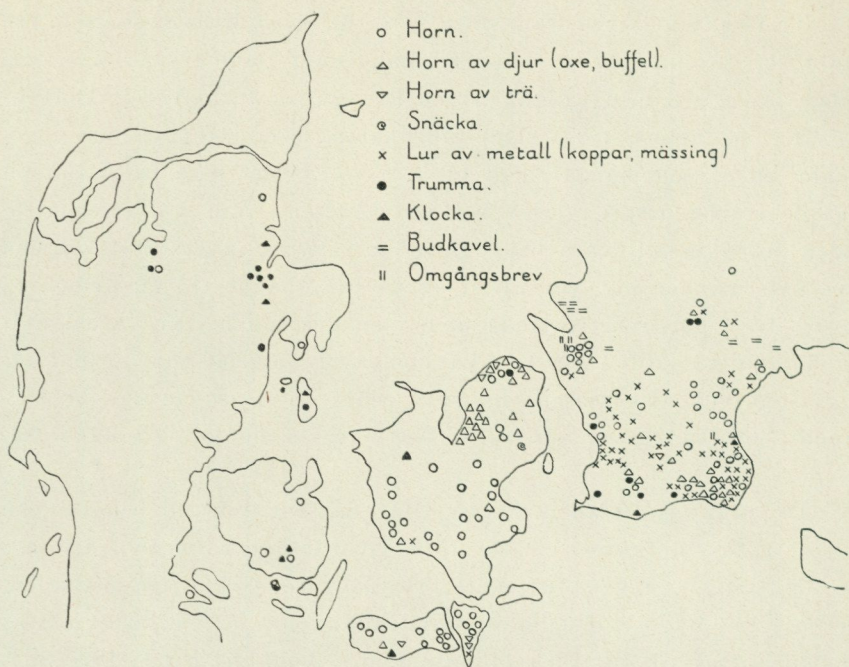 Horn.
Horn av djur (oxe, buffel).
Horn av trä.
Snäcka
Lur av metall (koppar, mässing)
Trumma.
Klocka.
Budkavel.
Omgångsbrev